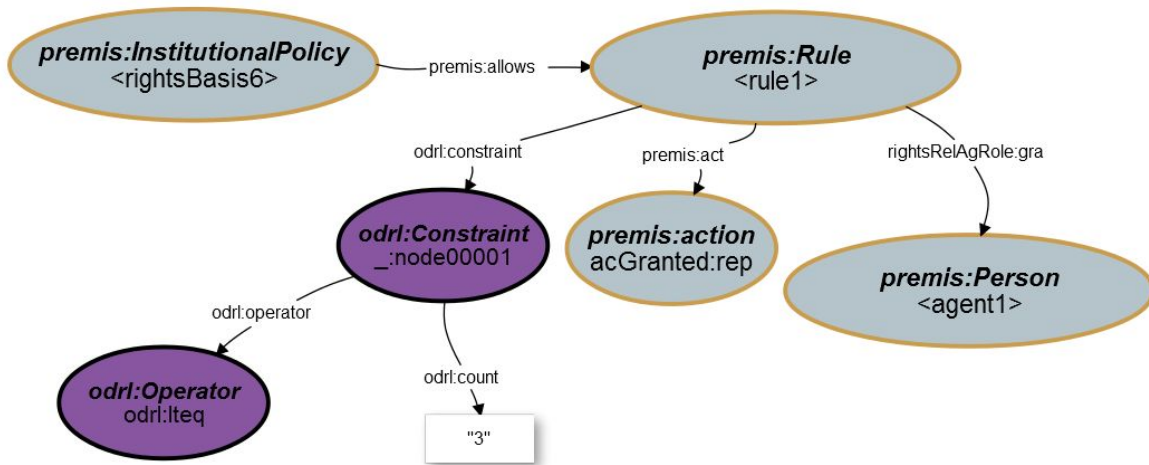 premis:InstitutionalPolicy
<rightsBasis6>
premis:allows
premis:Rule
<rule1>
odrl:constraint
premis:act
rightsRelAgRole:gra
odrl:Constraint
_:node00001
premis:action
acGranted:rep
premis:Person
<agent1>
odrl:operator
odrl:count
odrl:Operator
odrl:lteq
"3"